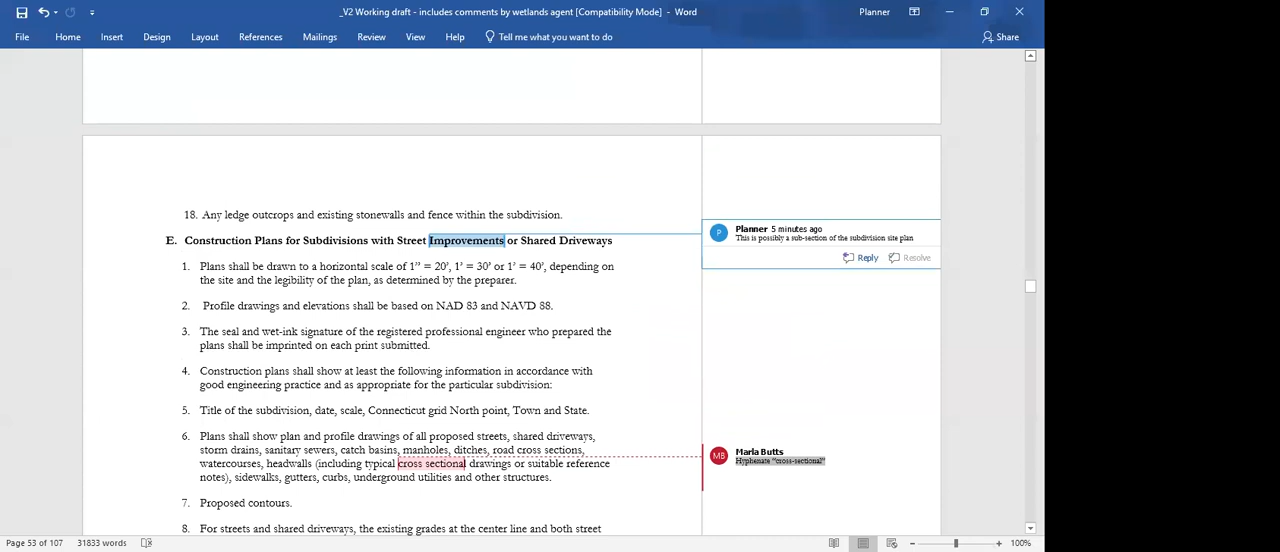 _V2 Working draft - includes comments by wetlands agent [Compatibility Mode] - Word
Planner
File Home Insert Design Layout References Mailings Review View Help Tell me what you want to do
Share
18. Any ledge outcrops and existing stonewalls and fence within the subdivision.
E. Construction Plans for Subdivisions with Street Improvements or Shared Driveways
1. Plans shall be drawn to a horizontal scale of 1” = 20’, 1’ = 30’ or 1’ = 40’, depending on
the site and the legibility of the plan, as determined by the preparer.
2. Profile drawings and elevations shall be based on NAD 83 and NAVD 88.
3. The seal and wet-ink signature of the registered professional engineer who prepared the
plans shall be imprinted on each print submitted.
4. Construction plans shall show at least the following information in accordance with
good engineering practice and as appropriate for the particular subdivision:
5. Title of the subdivision, date, scale, Connecticut grid North point, Town and State.
6. Plans shall show plan and profile drawings of all proposed streets, shared driveways,
storm drains, sanitary sewers, catch basins, manholes, ditches, road cross sections,
watercourses, headwalls (including typical cross sectional drawings or suitable reference
notes), sidewalks, gutters, curbs, underground utilities and other structures.
7. Proposed contours.
8. For streets and shared driveways, the existing grades at the center line and both street
P
Planner 5 minutes ago
This is possibly a sub-section of the subdivision site plan
Reply Resolve
MB
Marla Butts
Hyphenate “cross-sectional”
Page 53 of 107 31833 words
100%